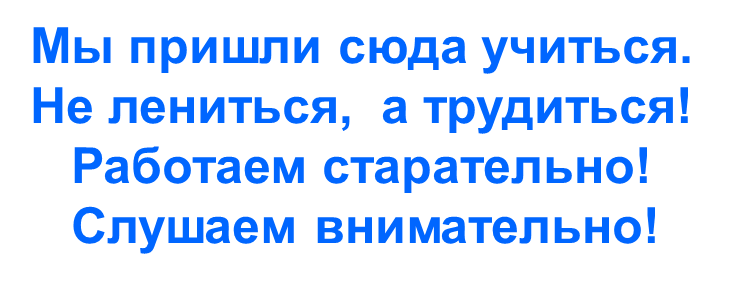 Мы пришли сюда учиться.
Не лениться, а трудиться!
Работаем старательно!
Слушаем внимательно!